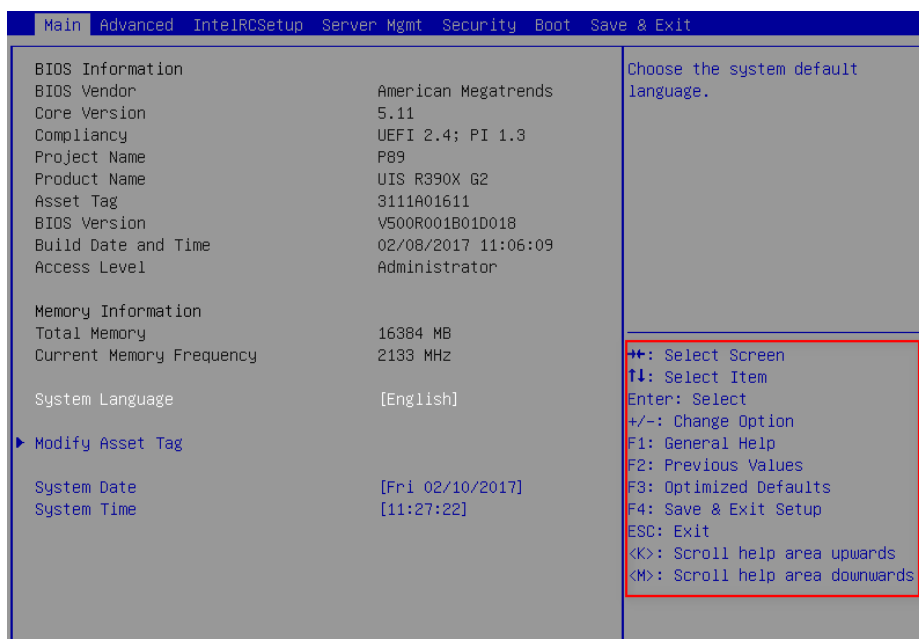 Main Advanced IntelRCSetup Server Mgmt Security Boot Save & Exit
BIOS Information
BIOS Vendor American Megatrends
Core Version 5.11
Compliancy UEFI 2.4; PI 1.3
Project Name P89
Product Name UIS R390X G2
Asset Tag 3111A01611
BIOS Version V500R001B01D018
Build Date and Time 02/08/2017 11:06:09
Access Level Administrator
Memory Information
Total Memory 16384 MB
Current Memory Frequency 2133 MHz
System Language [English]
Modify Asset Tag
System Date [Fri 02/10/2017]
System Time [11:27:22]
Choose the system default
language.
→←: Select Screen
↑↓: Select Item
Enter: Select
+/-: Change Option
F1: General Help
F2: Previous Values
F3: Optimized Defaults
F4: Save & Exit Setup
ESC: Exit
<K>: Scroll help area upwards
<M>: Scroll help area downwards